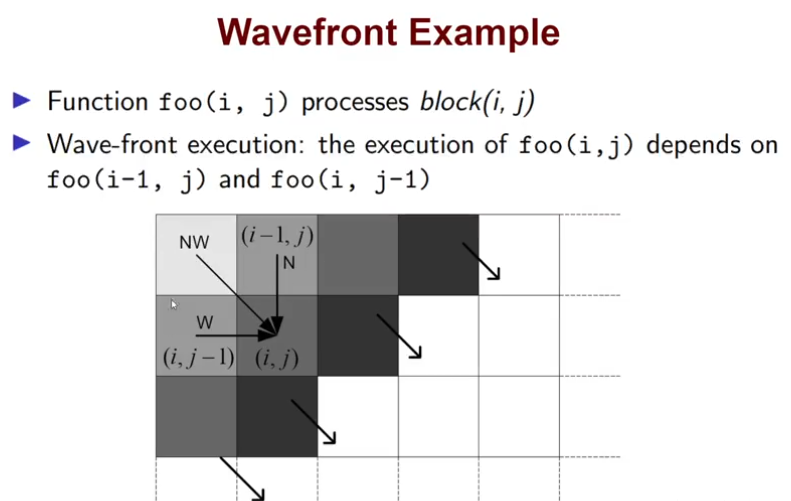 Wavefront Example
Function foo(i, j) processes block(i, j)
Wave-front execution: the execution of foo(i,j) depends on
foo(i-1, j) and foo(i, j-1)
NW
(i−1, j)
N
W
(i, j−1)
(i, j)